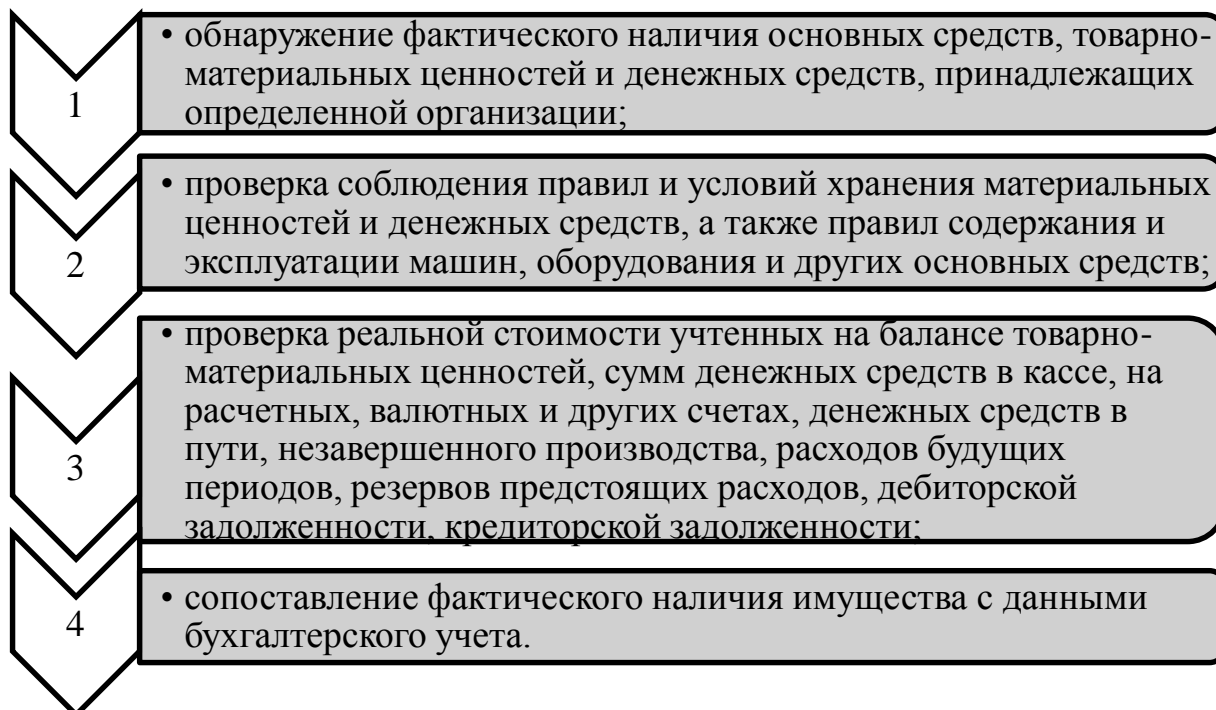 1
• обнаружение фактического наличия основных средств, товарно-
материальных ценностей и денежных средств, принадлежащих
определенной организации;
2
• проверка соблюдения правил и условий хранения материальных
ценностей и денежных средств, а также правил содержания и
эксплуатации машин, оборудования и других основных средств;
3
• проверка реальной стоимости учтенных на балансе товарно-
материальных ценностей, сумм денежных средств в кассе, на
расчетных, валютных и других счетах, денежных средств в
пути, незавершенного производства, расходов будущих
периодов, резервов предстоящих расходов, дебиторской
задолженности, кредиторской задолженности;
4
• сопоставление фактического наличия имущества с данными
бухгалтерского учета.